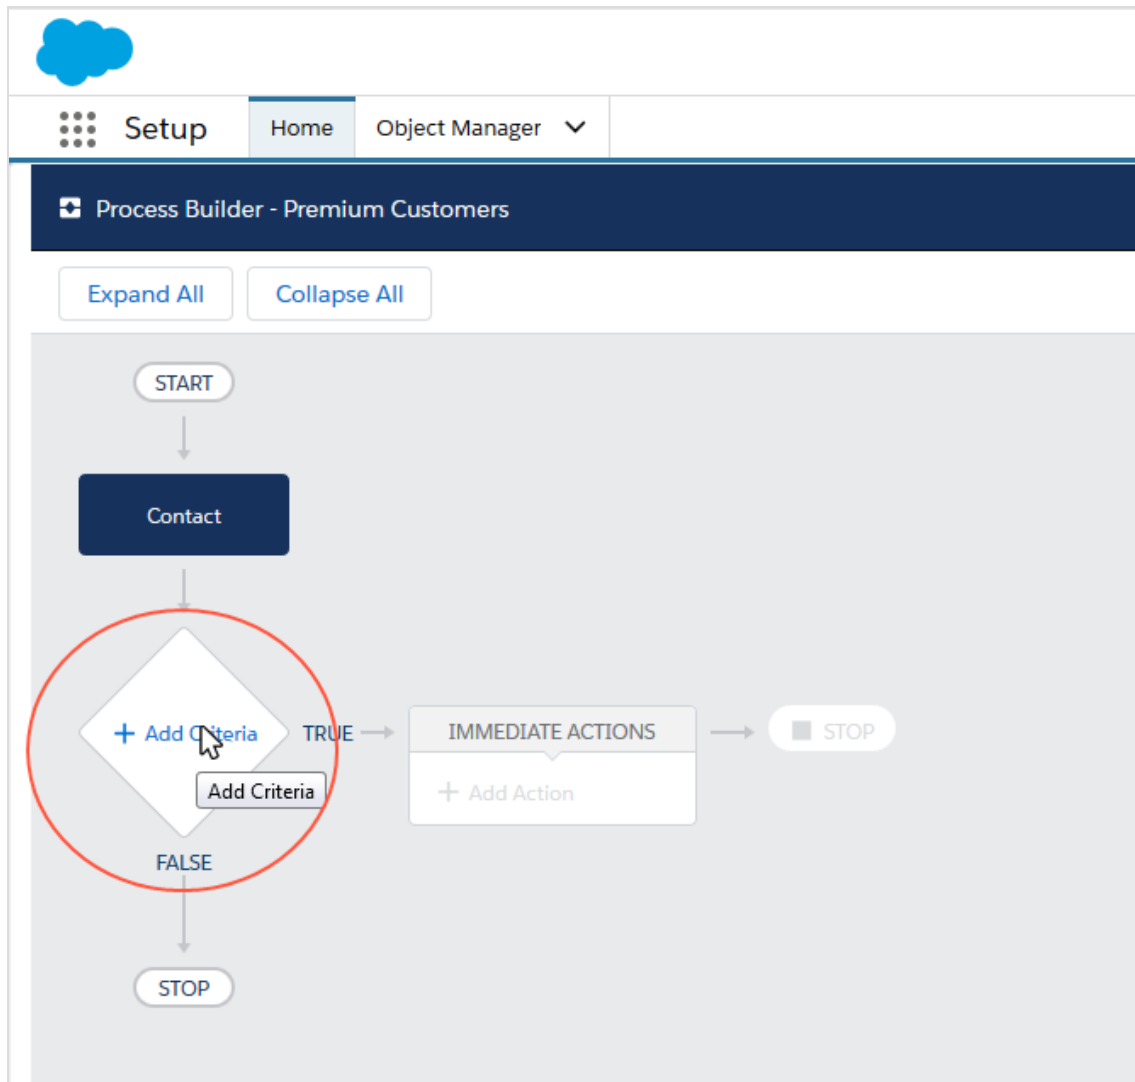 Setup Home Object Manager
Process Builder - Premium Customers
Expand All Collapse All
START
Contact
+ Add Criteria TRUE IMMEDIATE ACTIONS STOP
Add Criteria + Add Action
FALSE
STOP